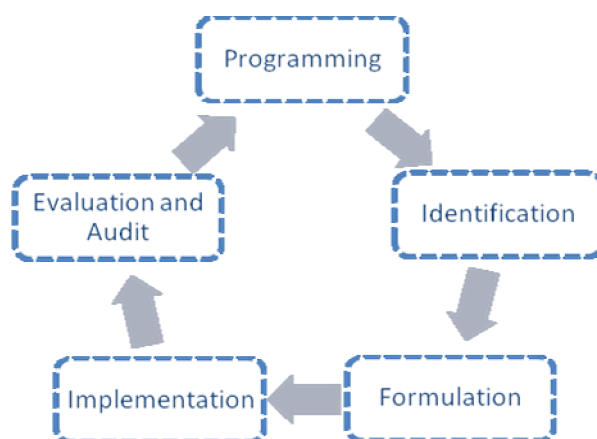 Programming
Identification
Formulation
Implementation
Evaluation and
Audit